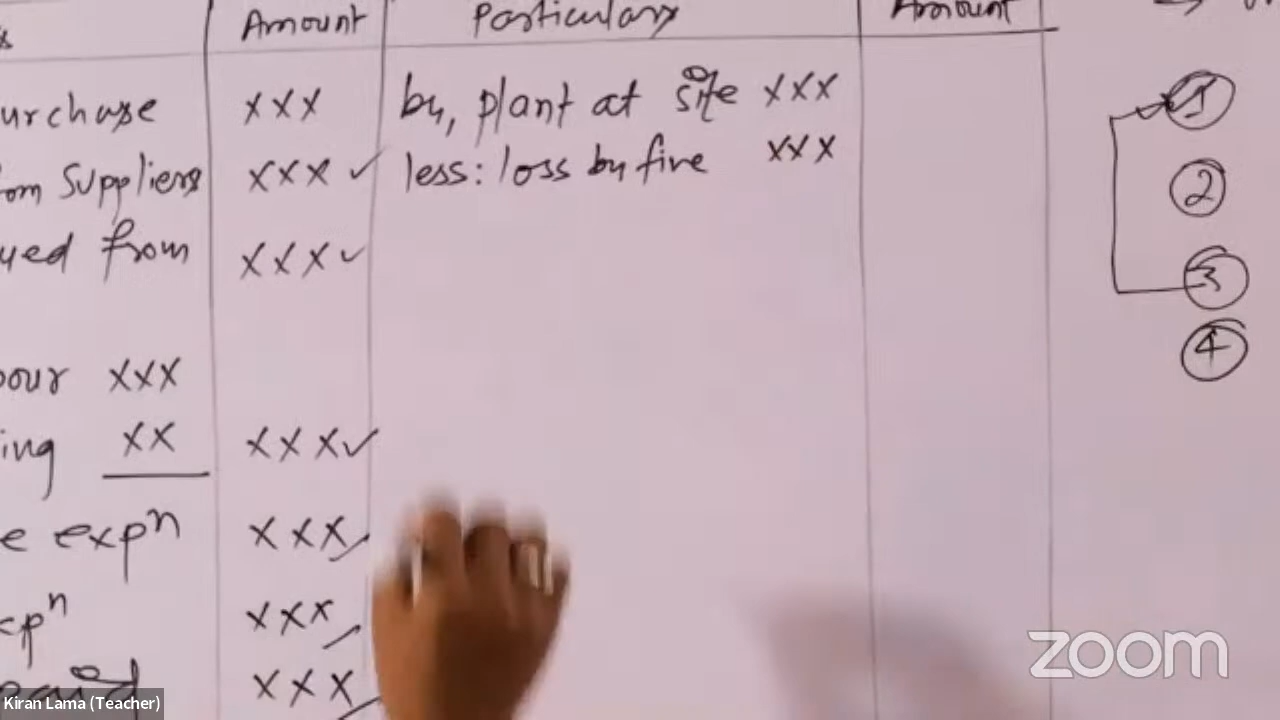 Amount Particulars Amount
urchase XXX by, plant at site XXX
om Suppliers XXX ✓ less: loss by fire XXX
ued from XXX ✓
our XXX
ing XX XXX ✓
e expn XXX
xpn XXX
paid XXX
1
2
3
4
zoom
Kiran Lama (Teacher)